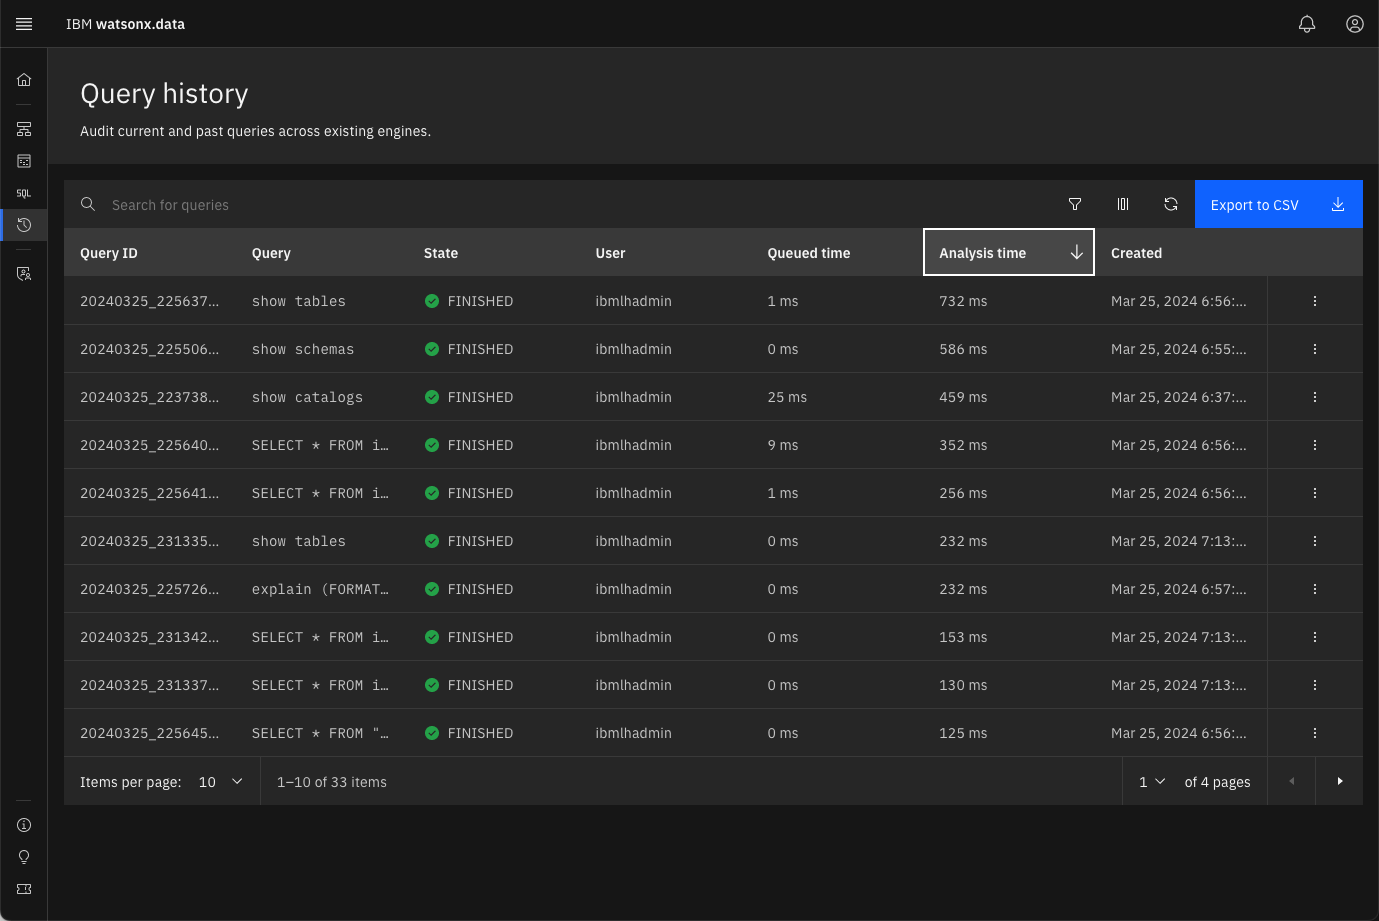 IBM watsonx.data
Query history
Audit current and past queries across existing engines.
SQL
Search for queries
Export to CSV
Query ID Query State User Queued time Analysis time Created
20240325_225637... show tables FINISHED ibmlhadmin 1 ms 732 ms Mar 25, 2024 6:56:...
20240325_225506... show schemas FINISHED ibmlhadmin 0 ms 586 ms Mar 25, 2024 6:55:...
20240325_223738... show catalogs FINISHED ibmlhadmin 25 ms 459 ms Mar 25, 2024 6:37:...
20240325_225640... SELECT * FROM i... FINISHED ibmlhadmin 9 ms 352 ms Mar 25, 2024 6:56:...
20240325_225641... SELECT * FROM i... FINISHED ibmlhadmin 1 ms 256 ms Mar 25, 2024 6:56:...
20240325_231335... show tables FINISHED ibmlhadmin 0 ms 232 ms Mar 25, 2024 7:13:...
20240325_225726... explain (FORMAT... FINISHED ibmlhadmin 0 ms 232 ms Mar 25, 2024 6:57:...
20240325_231342... SELECT * FROM i... FINISHED ibmlhadmin 0 ms 153 ms Mar 25, 2024 7:13:...
20240325_231337... SELECT * FROM i... FINISHED ibmlhadmin 0 ms 130 ms Mar 25, 2024 7:13:...
20240325_225645... SELECT * FROM "... FINISHED ibmlhadmin 0 ms 125 ms Mar 25, 2024 6:56:...
Items per page: 10 1–10 of 33 items 1 of 4 pages